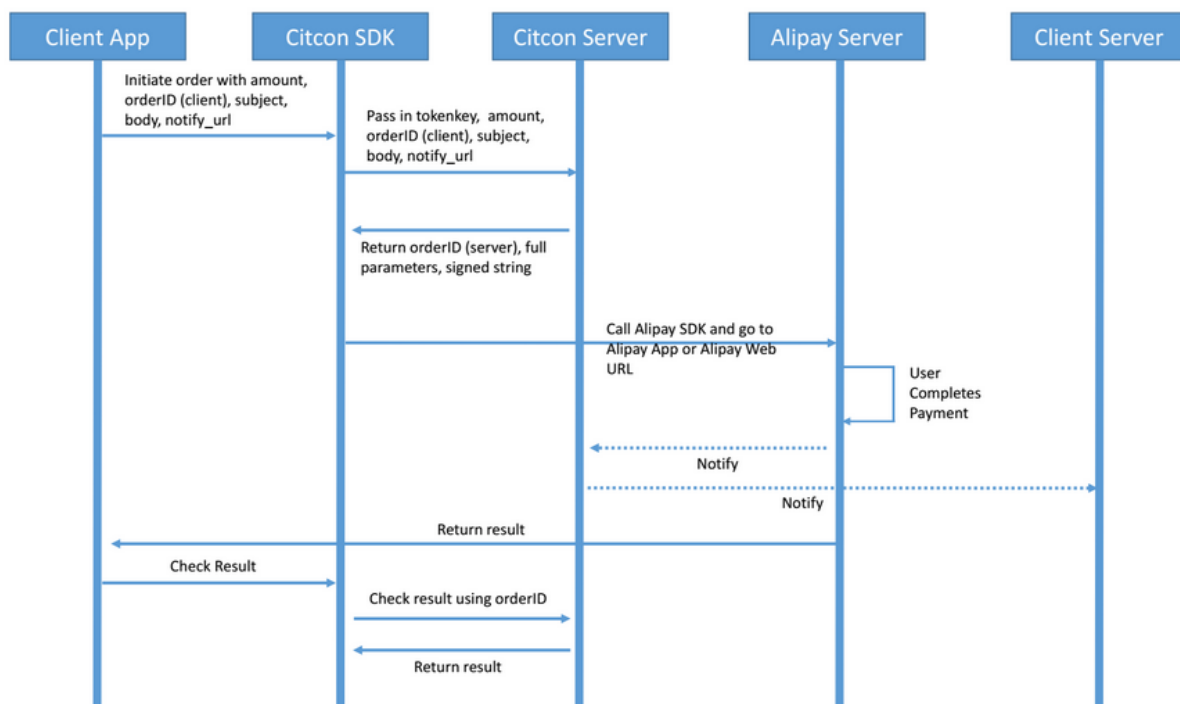 Client App
Citcon SDK
Citcon Server
Alipay Server
Client Server
Initiate order with amount,
orderID (client), subject,
body, notify_url
Pass in tokenkey,  amount,
orderID (client), subject,
body, notify_url
Return orderID (server), full
parameters, signed string
Call Alipay SDK and go to
Alipay App or Alipay Web
URL
User
Completes
Payment
Notify
Notify
Return result
Check Result
Check result using orderID
Return result